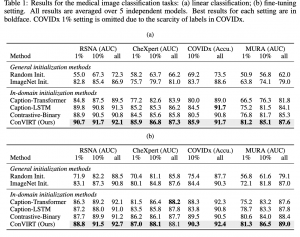 Table 1: Results for the medical image classification tasks: (a) linear classification; (b) fine-tuning
setting. All results are averaged over 5 independent models. Best results for each setting are in
boldface. COVIDx 1% setting is omitted due to the scarcity of labels in COVIDx.
(a)
RSNA (AUC) CheXpert (AUC) COVIDx (Accu.) MURA (AUC)
Method 1% 10% all 1% 10% all 10% all 1% 10% all
General initialization methods
Random Init. 55.0 67.3 72.3 58.2 63.7 66.2 69.2 73.5 50.9 56.8 62.0
ImageNet Init. 82.8 85.4 86.9 75.7 79.7 81.0 83.7 88.6 63.8 74.1 79.0
In-domain initialization methods
Caption-Transformer 84.8 87.5 89.5 77.2 82.6 83.9 80.0 89.0 66.5 76.3 81.8
Caption-LSTM 89.8 90.8 91.3 85.2 85.3 86.2 84.5 91.7 75.2 81.5 84.1
Contrastive-Binary 88.9 90.5 90.8 84.5 85.6 85.8 80.5 90.8 76.8 81.7 85.3
ConVIRT (Ours) 90.7 91.7 92.1 85.9 86.8 87.3 85.9 91.7 81.2 85.1 87.6
(b)
RSNA (AUC) CheXpert (AUC) COVIDx (Accu.) MURA (AUC)
Method 1% 10% all 1% 10% all 10% all 1% 10% all
General initialization methods
Random Init. 71.9 82.2 88.5 70.4 81.1 85.8 75.4 87.7 56.8 61.6 79.1
ImageNet Init. 83.1 87.3 90.8 80.1 84.8 87.6 84.4 90.3 72.1 81.8 87.0
In-domain initialization methods
Caption-Transformer 86.3 89.2 92.1 81.5 86.4 88.2 88.3 92.3 75.2 83.2 87.6
Caption-LSTM 87.2 88.0 91.0 83.5 85.8 87.8 83.8 90.8 78.7 83.3 87.8
Contrastive-Binary 87.7 89.9 91.2 86.2 86.1 87.7 89.5 90.5 80.6 84.0 88.4
ConVIRT (Ours) 88.8 91.5 92.7 87.0 88.1 88.1 90.3 92.4 81.3 86.5 89.0